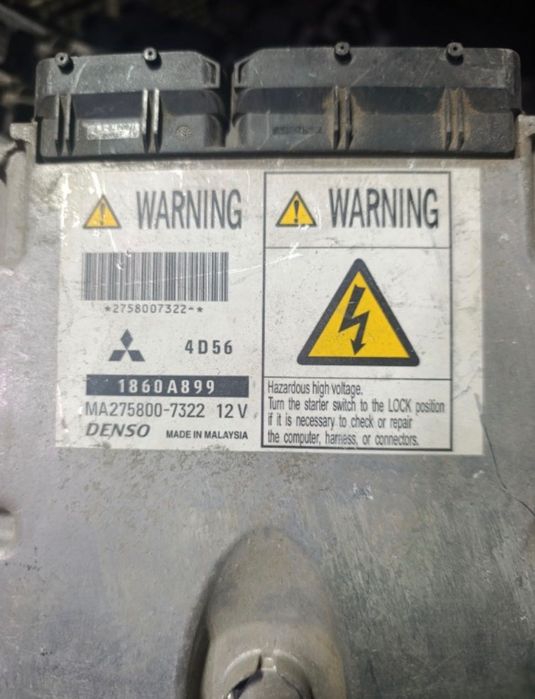 WARNING
*2758007322-*
4D56
1860A899
MA275800-7322 12V
DENSO MADE IN MALAYSIA
WARNING
Hazardous high voltage.
Turn the starter switch to the LOCK position
if it is necessary to check or repair
the computer, harness, or connectors.